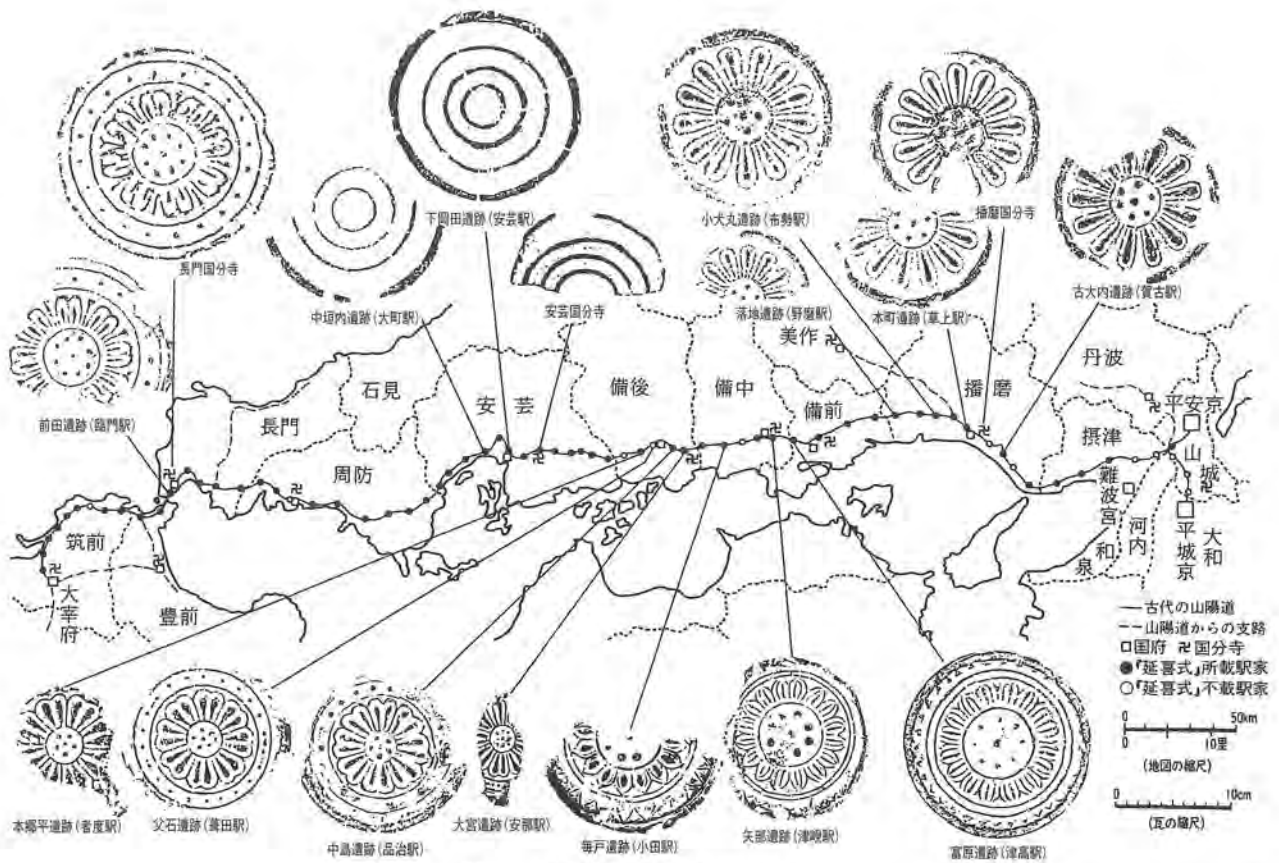 長門国分寺
下岡田遺跡(安芸駅)
小犬丸遺跡(布勢駅)
播磨国分寺
中垣内遺跡(大町駅)
安芸国分寺
落地遺跡(野磨駅)
本町遺跡(草上駅)
古大内遺跡(賀古駅)
前田遺跡(臨門駅)
美作
丹波
石見
備後
備中
播磨
安芸
備前
平安京
長門
摂津
山城
周防
難波宮
河内
和泉
平城京
大和
筑前
大宰府
豊前
古代の山陽道
山陽道からの支路
国府 卍国分寺
『延喜式』所載駅家
『延喜式』不載駅家
0 50km
0 10里
(地図の縮尺)
0 10cm
(瓦の縮尺)
本郷平遺跡(者度駅)
父石遺跡(葦田駅)
中島遺跡(品治駅)
大宮遺跡(安那駅)
毎戸遺跡(小田駅)
矢部遺跡(津峴駅)
富原遺跡(津高駅)